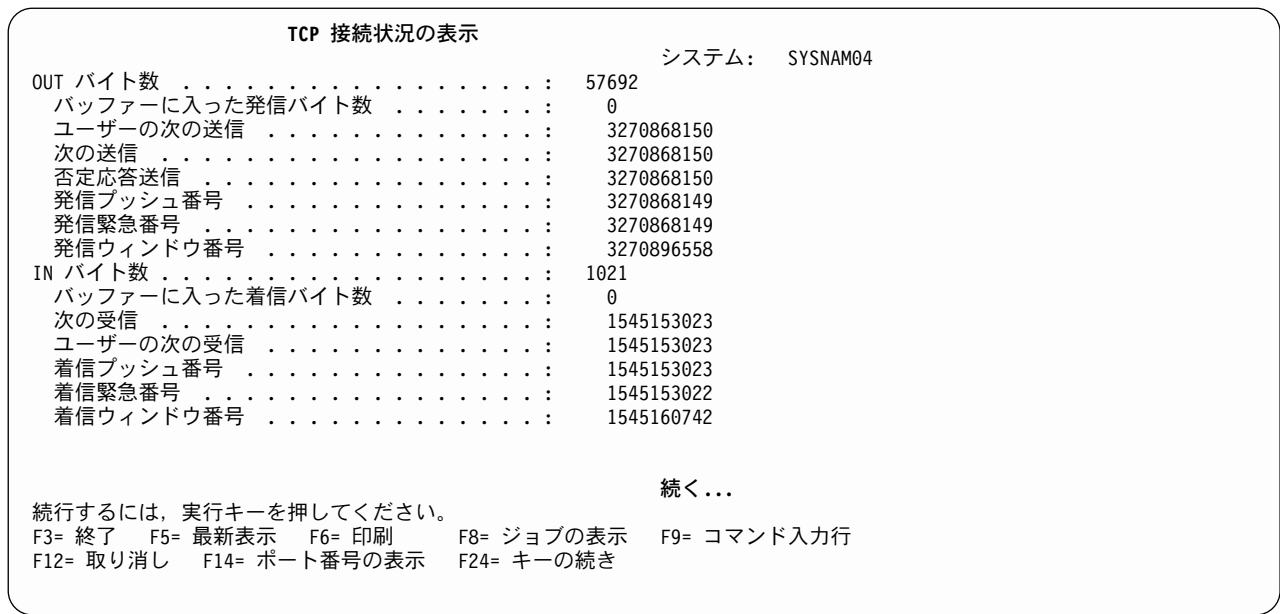 TCP 接続状況の表示
システム: SYSNAM04
OUT バイト数 . . . . . . . . . . . . . . . . . : 57692
バッファーに入った発信バイト数 . . . . . . . : 0
ユーザーの次の送信 . . . . . . . . . . . . . : 3270868150
次の送信 . . . . . . . . . . . . . . . . . . : 3270868150
否定応答送信 . . . . . . . . . . . . . . . . : 3270868150
発信プッシュ番号 . . . . . . . . . . . . . . : 3270868149
発信緊急番号 . . . . . . . . . . . . . . . . : 3270868149
発信ウィンドウ番号 . . . . . . . . . . . . . : 3270896558
IN バイト数 . . . . . . . . . . . . . . . . . . : 1021
バッファーに入った着信バイト数 . . . . . . . : 0
次の受信 . . . . . . . . . . . . . . . . . . : 1545153023
ユーザーの次の受信 . . . . . . . . . . . . . : 1545153023
着信プッシュ番号 . . . . . . . . . . . . . . : 1545153023
着信緊急番号 . . . . . . . . . . . . . . . . : 1545153022
着信ウィンドウ番号 . . . . . . . . . . . . . : 1545160742
続く...
続行するには, 実行キーを押してください。
F3= 終了 F5= 最新表示 F6= 印刷 F8= ジョブの表示 F9= コマンド入力行
F12= 取り消し F14= ポート番号の表示 F24= キーの続き